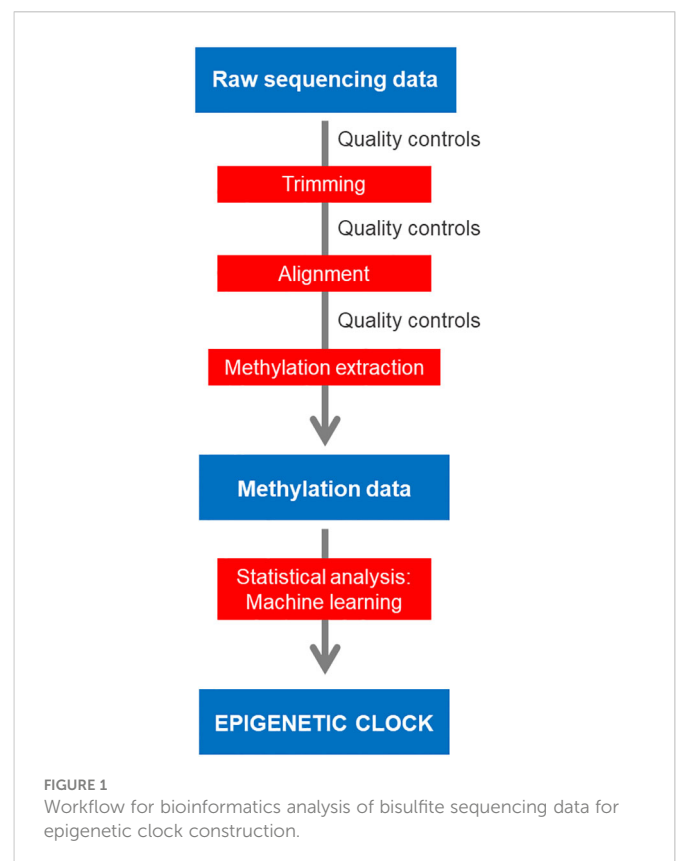 Raw sequencing data
Quality controls
Trimming
Quality controls
Alignment
Quality controls
Methylation extraction
Methylation data
Statistical analysis:
Machine learning
EPIGENETIC CLOCK
FIGURE 1
Workflow for bioinformatics analysis of bisulfite sequencing data for
epigenetic clock construction.